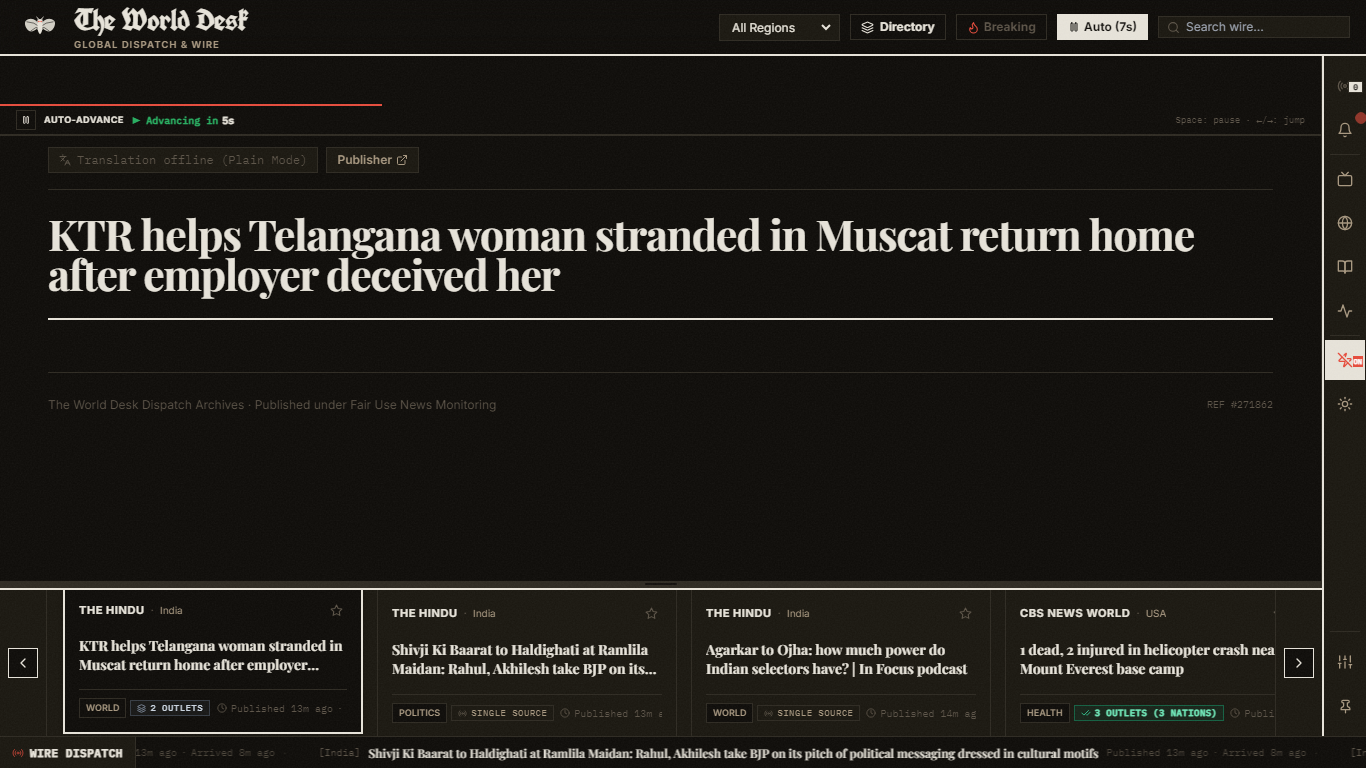 The World Desk
GLOBAL DISPATCH & WIRE
All Regions
Directory
Breaking
Auto (7s)
Search wire...
0
AUTO-ADVANCE ▶ Advancing in 5s
Space: pause · ←/→: jump
Translation offline (Plain Mode)
Publisher
KTR helps Telangana woman stranded in Muscat return home
after employer deceived her
The World Desk Dispatch Archives · Published under Fair Use News Monitoring
REF #271862
THE HINDU · India
KTR helps Telangana woman stranded in
Muscat return home after employer...
WORLD
2 OUTLETS
Published 13m ago ·
THE HINDU · India
Shivji Ki Baarat to Haldighati at Ramlila
Maidan: Rahul, Akhilesh take BJP on its...
POLITICS
SINGLE SOURCE
Published 13m a
THE HINDU · India
Agarkar to Ojha: how much power do
Indian selectors have? | In Focus podcast
WORLD
SINGLE SOURCE
Published 14m ag
CBS NEWS WORLD · USA
1 dead, 2 injured in helicopter crash nea
Mount Everest base camp
HEALTH
3 OUTLETS (3 NATIONS)
Publi
WIRE DISPATCH
13m ago · Arrived 8m ago [India] Shivji Ki Baarat to Haldighati at Ramlila Maidan: Rahul, Akhilesh take BJP on its pitch of political messaging dressed in cultural motifs Published 13m ago · Arrived 8m ago [In